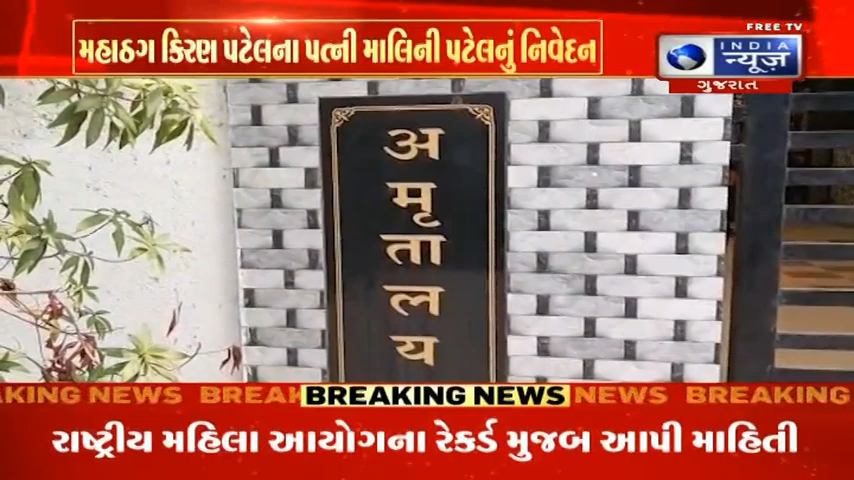 FREE TV
મહાઠગ કિરણ પટેલના પત્ની માલિની પટેલનું નિવેદન
INDIA
न्यूज़
ગુજરાત
अ
मृ
ता
ल
य
AKING NEWS BREAK BREAKING NEWS NEWS BREAKING
રાષ્ટ્રીય મહિલા આયોગના રેકર્ડ મુજબ આપી માહિતી